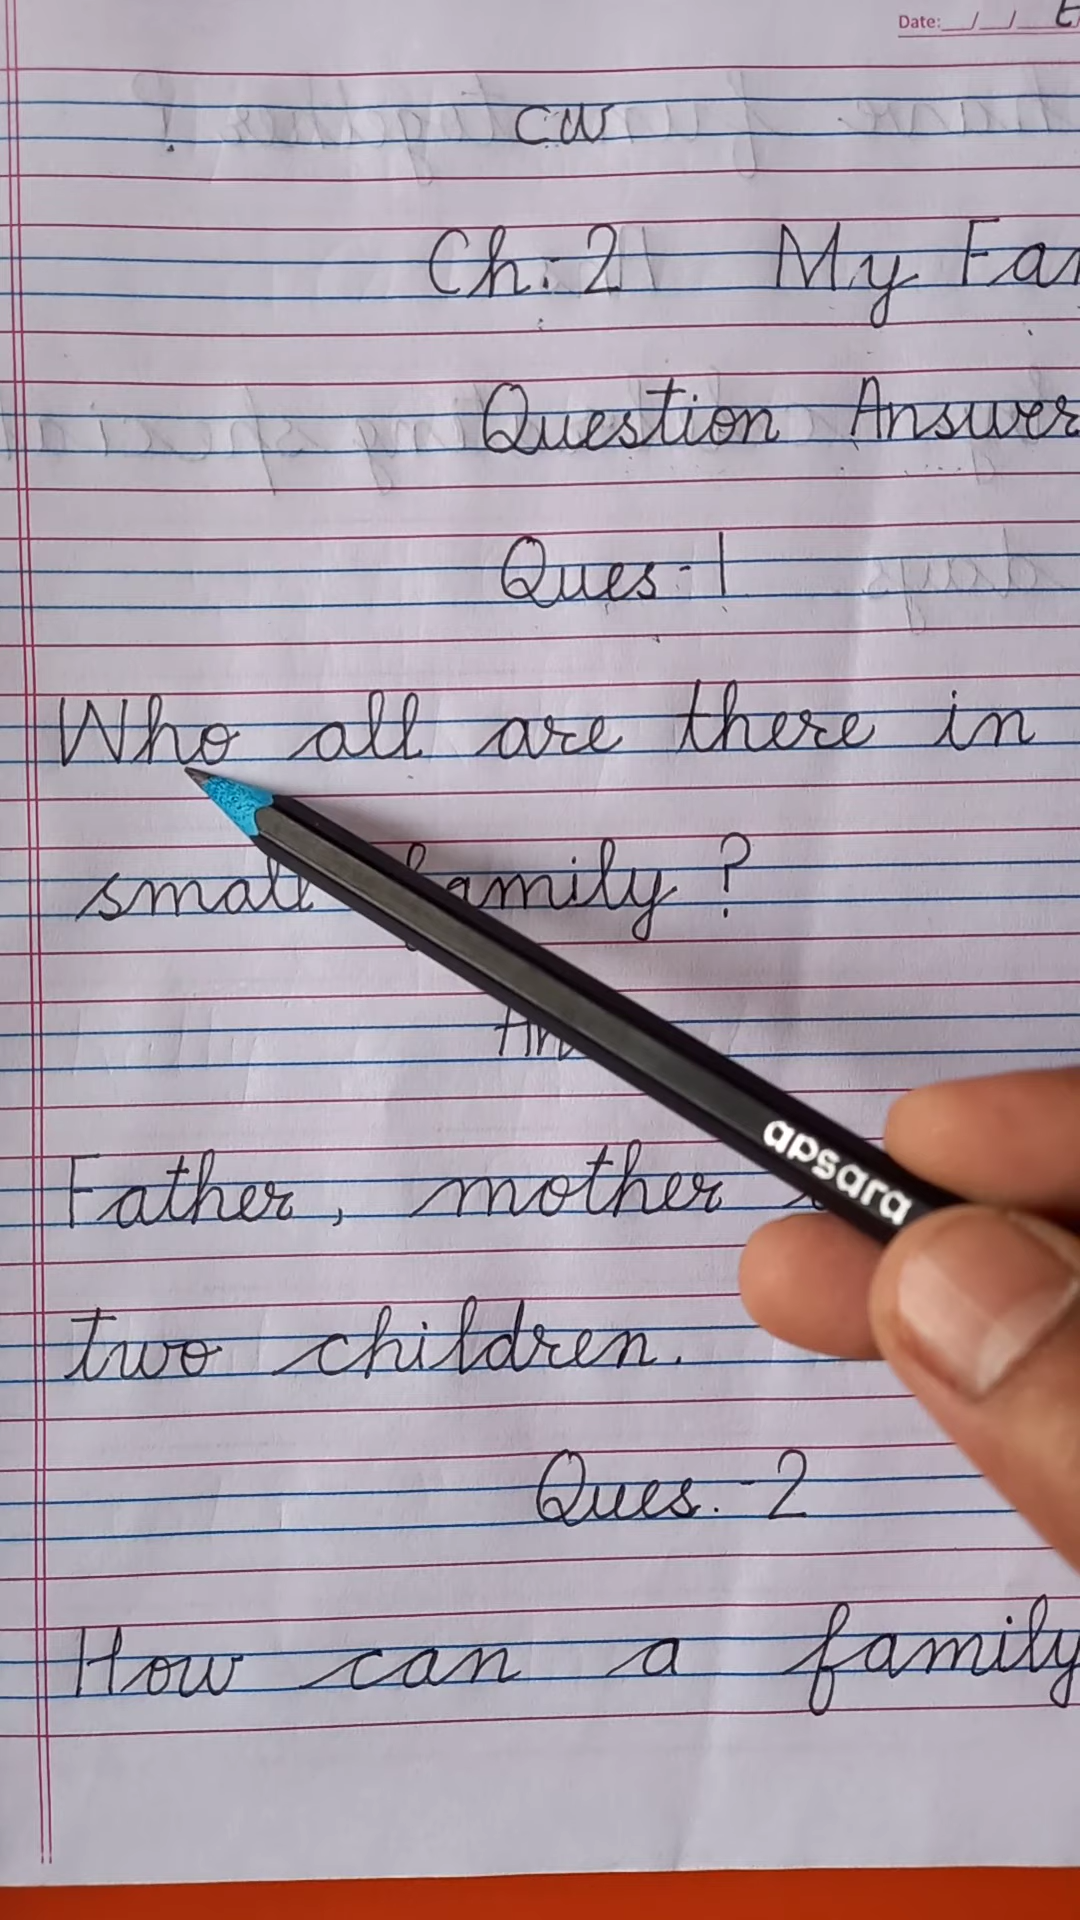 Date:
CW
Ch:-2 My
Question Answer
Ques-1
Who all are there in
small family ?
Father, mother
two children.
Ques.-2
How can a family
apsara